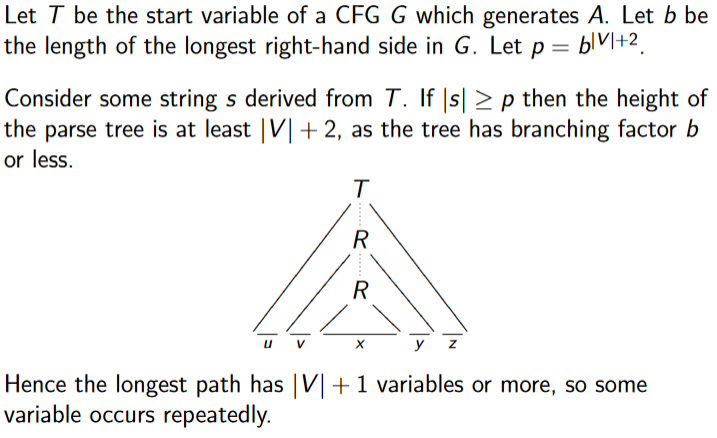 Let T be the start variable of a CFG G which generates A. Let b be
the length of the longest right-hand side in G. Let p = b^{|V|+2}.
Consider some string s derived from T. If |s| ≥ p then the height of
the parse tree is at least |V| + 2, as the tree has branching factor b
or less.
T
R
R
u v x y z
Hence the longest path has |V| + 1 variables or more, so some
variable occurs repeatedly.